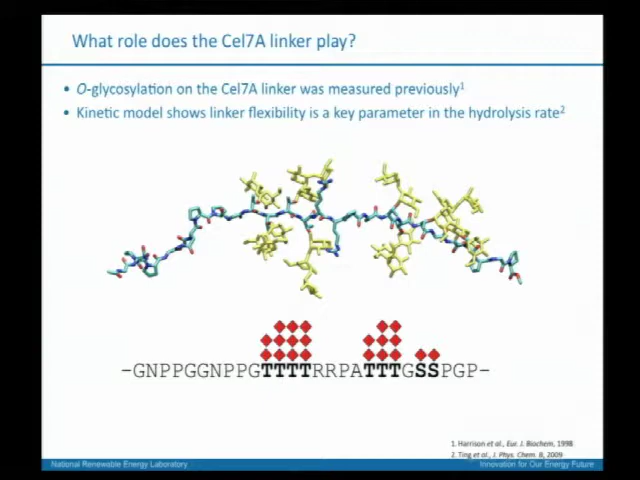 What role does the Cel7A linker play?
• O-glycosylation on the Cel7A linker was measured previously1
• Kinetic model shows linker flexibility is a key parameter in the hydrolysis rate2
-GNPPGGNPPGTTTTRRPATTTGSSPGP-
1. Harrison et al., Eur. J. Biochem, 1998
2. Ting et al., J. Phys. Chem. B, 2009
National Renewable Energy Laboratory
Innovation for Our Energy Future